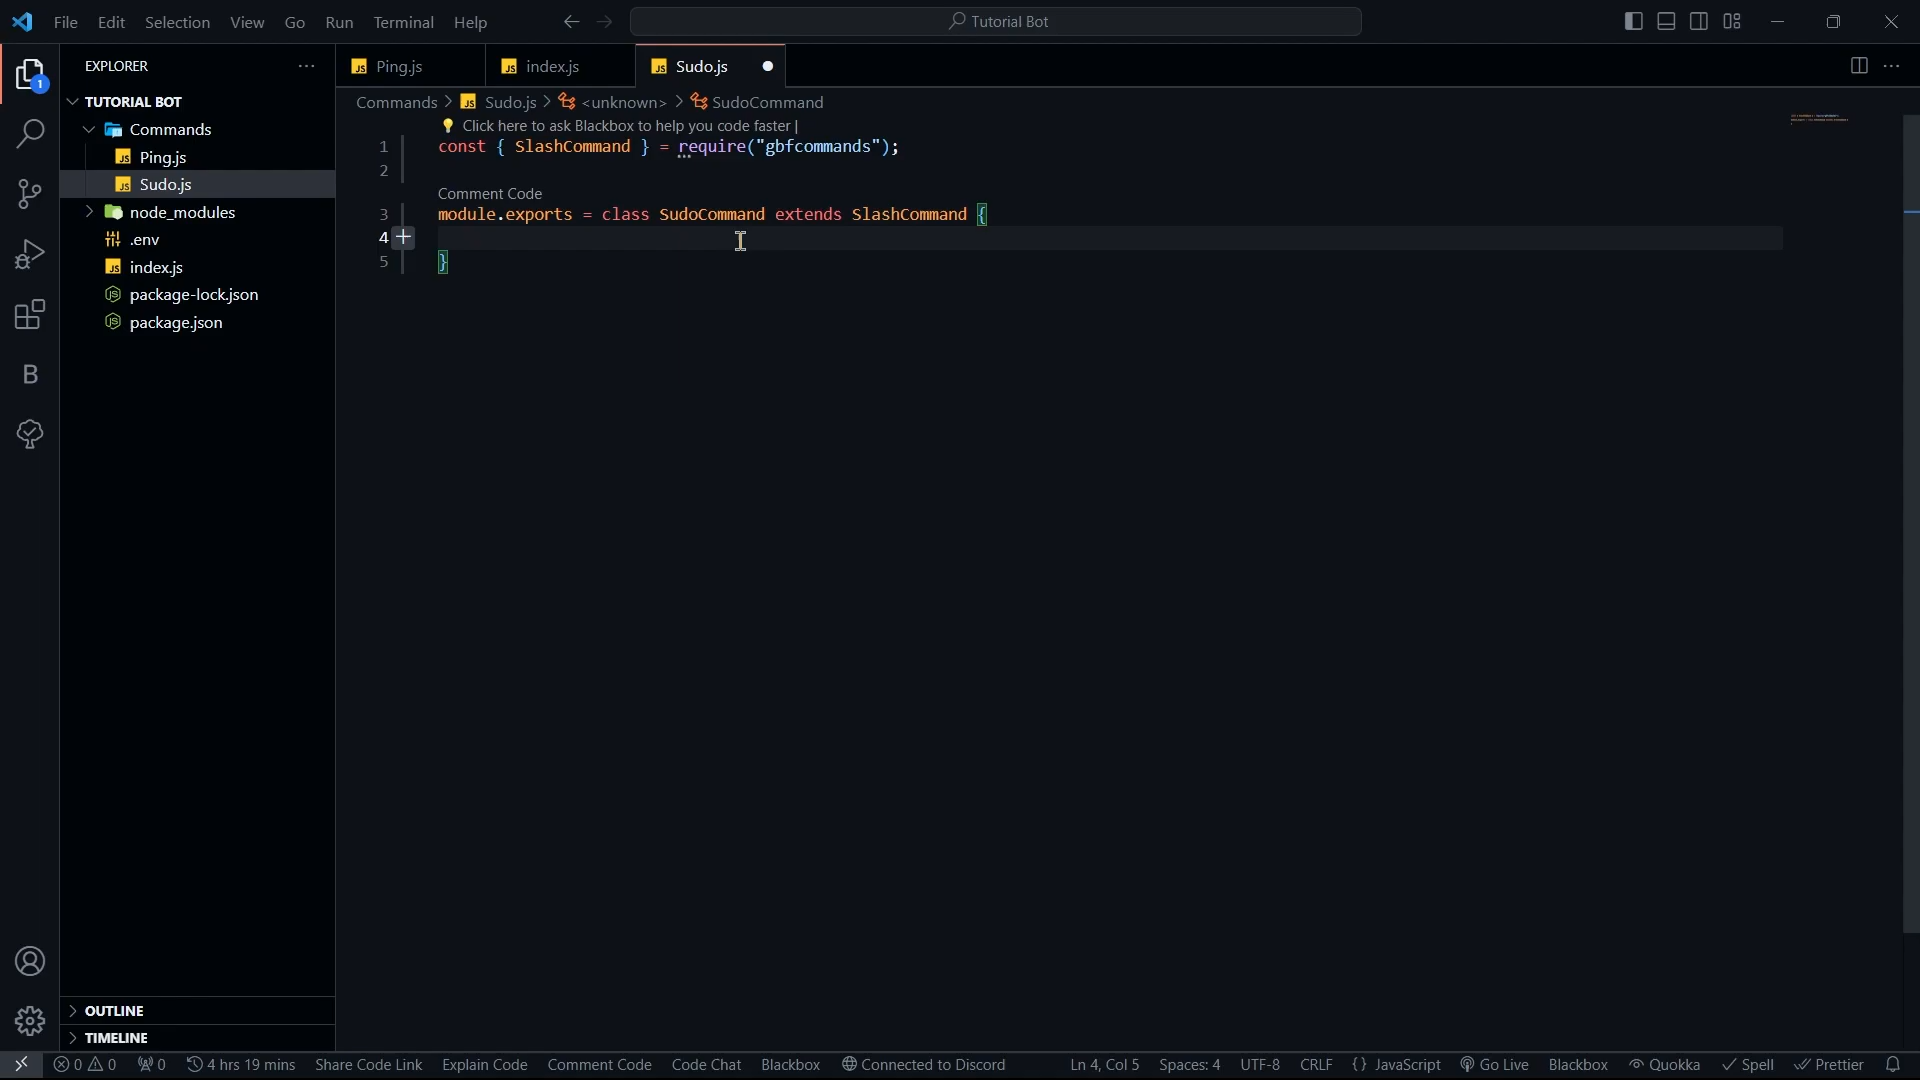 File Edit Selection View Go Run Terminal Help
Tutorial Bot
EXPLORER
Ping.js
index.js
Sudo.js
1
TUTORIAL BOT
Commands
Ping.js
Sudo.js
node_modules
.env
index.js
package-lock.json
package.json
B
Commands > Sudo.js > <unknown> > SudoCommand
Click here to ask Blackbox to help you code faster |
1 const { SlashCommand } = require("gbfcommands");
2
Comment Code
3 module.exports = class SudoCommand extends SlashCommand {
4
5 }
OUTLINE
TIMELINE
0 0 0 4 hrs 19 mins Share Code Link Explain Code Comment Code Code Chat Blackbox Connected to Discord Ln 4, Col 5 Spaces: 4 UTF-8 CRLF {} JavaScript Go Live Blackbox Quokka Spell Prettier